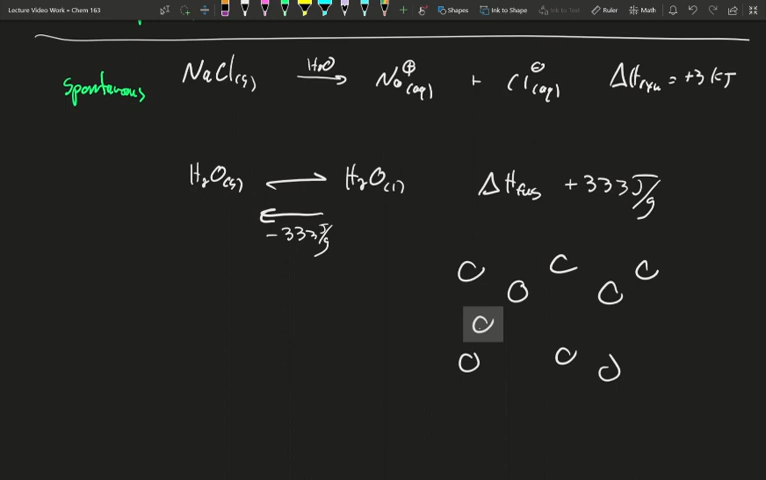 Lecture Video Work » Chem 163
Shapes Ink to Shape Ink to Text Ruler Math
Spontaneous NaCl(s) H₂O → Na⊕(aq) + Cl⊖(aq) ΔHrxn = +3 kJ
H₂O(s) ⇌ H₂O(l) ΔHfus +333 J/g
← -333 J/g